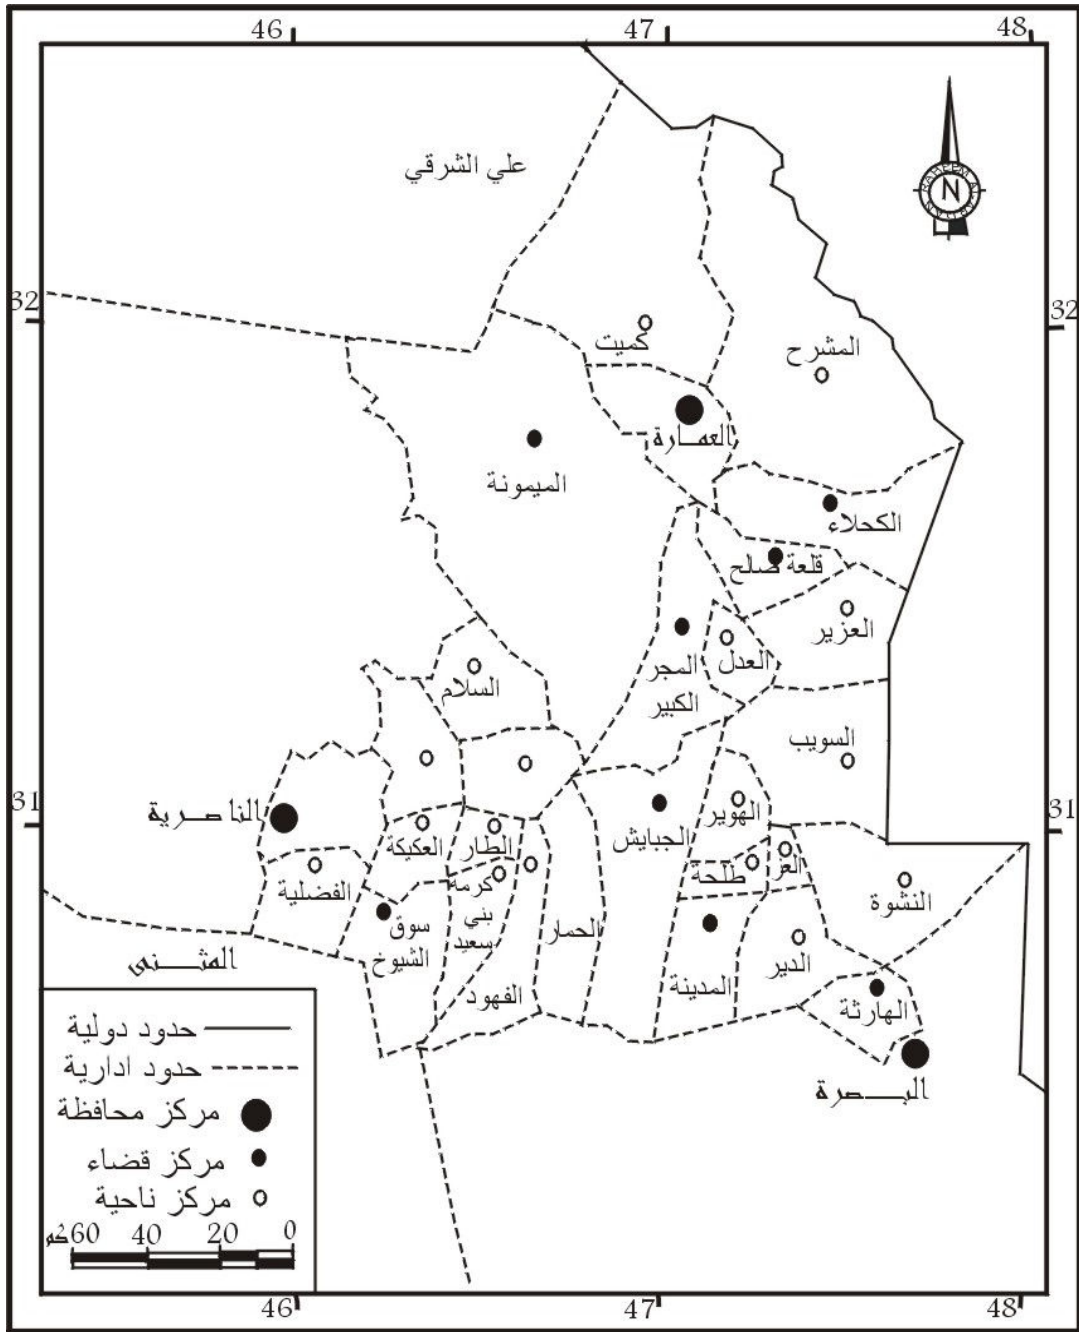 46 47 48
علي الشرقي
N
32 32
كميت
المشرح
العمارة
الميمونة
الكحلاء
قلعة صالح
العزير
العدل
المجر
الكبير
السلام
السويب
31 31
الناصرية
الهوير
الجبايش
العكيكة
الطار
العز
طلحة
الفضلية
كرمة
بني
سعيد
النشوة
سوق
الشيوخ
الحمار
الدير
المثنى
المدينة
الفهود
الهارثة
البصرة
حدود دولية
حدود ادارية
مركز محافظة
مركز قضاء
مركز ناحية
0 20 40 60كم
46 47 48